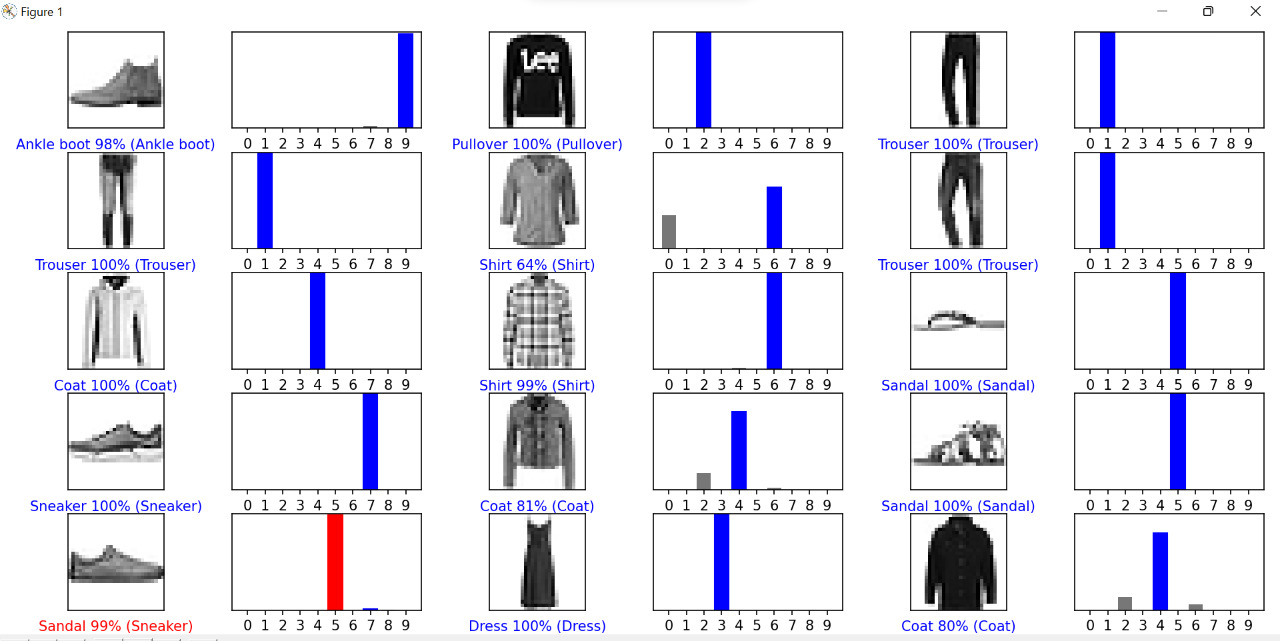 Figure 1
Lee
0 1 2 3 4 5 6 7 8 9
0 1 2 3 4 5 6 7 8 9
0 1 2 3 4 5 6 7 8 9
Ankle boot 98% (Ankle boot)
Pullover 100% (Pullover)
Trouser 100% (Trouser)
0 1 2 3 4 5 6 7 8 9
0 1 2 3 4 5 6 7 8 9
0 1 2 3 4 5 6 7 8 9
Trouser 100% (Trouser)
Shirt 64% (Shirt)
Trouser 100% (Trouser)
0 1 2 3 4 5 6 7 8 9
0 1 2 3 4 5 6 7 8 9
0 1 2 3 4 5 6 7 8 9
Coat 100% (Coat)
Shirt 99% (Shirt)
Sandal 100% (Sandal)
0 1 2 3 4 5 6 7 8 9
0 1 2 3 4 5 6 7 8 9
0 1 2 3 4 5 6 7 8 9
Sneaker 100% (Sneaker)
Coat 81% (Coat)
Sandal 100% (Sandal)
0 1 2 3 4 5 6 7 8 9
0 1 2 3 4 5 6 7 8 9
0 1 2 3 4 5 6 7 8 9
Sandal 99% (Sneaker)
Dress 100% (Dress)
Coat 80% (Coat)